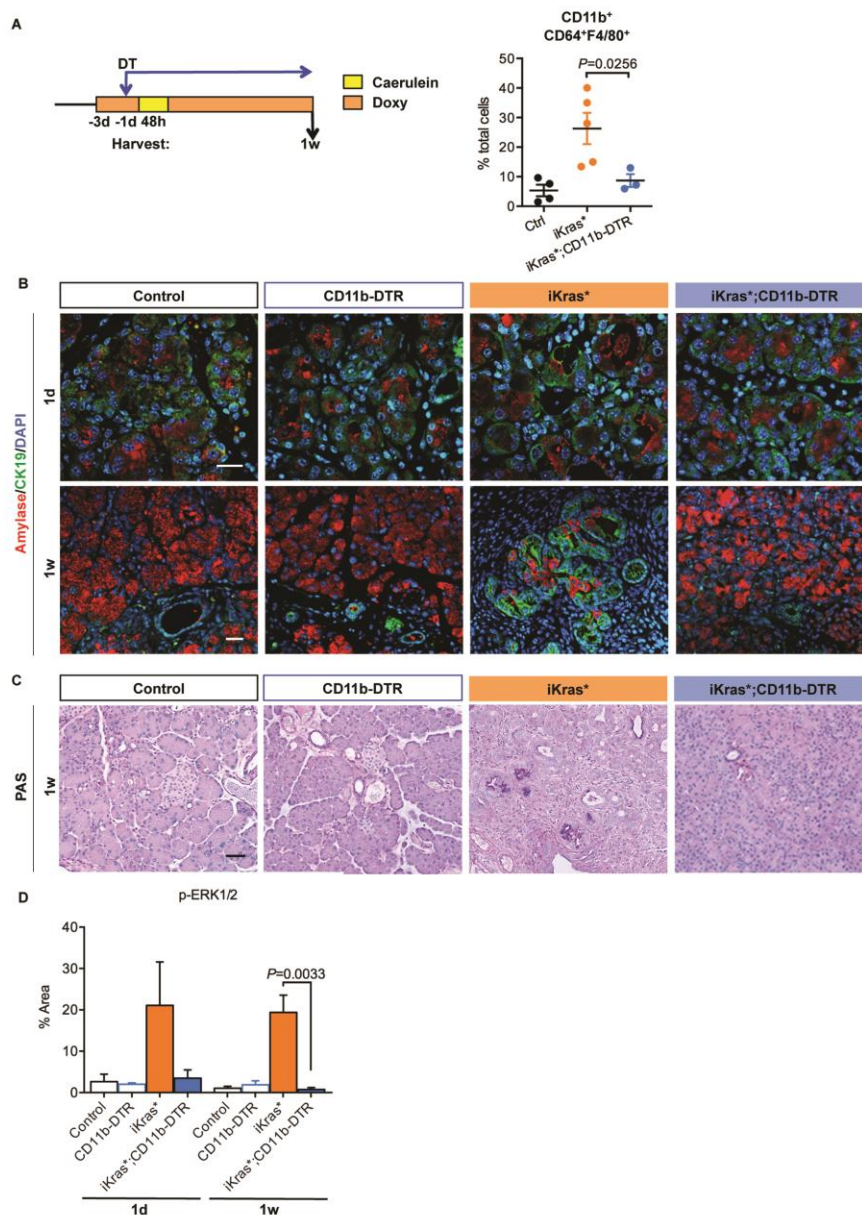 A
DT
-3d -1d 48h
Harvest:
1w
Caerulein
Doxy
CD11b+
CD64+F4/80+
P=0.0256
% total cells
50
40
30
20
10
0
Ctrl
iKras*
iKras*;CD11b-DTR
B
Control
CD11b-DTR
iKras*
iKras*;CD11b-DTR
Amylase/CK19/DAPI
1d
1w
C
Control
CD11b-DTR
iKras*
iKras*;CD11b-DTR
PAS
1w
D
p-ERK1/2
% Area
40
30
20
10
0
P=0.0033
Control
CD11b-DTR
iKras*
iKras*;CD11b-DTR
Control
CD11b-DTR
iKras*
iKras*;CD11b-DTR
1d
1w